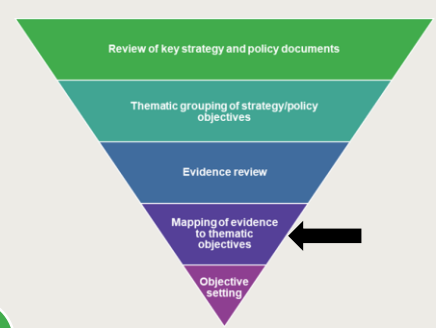 Review of key strategy and policy documents
Thematic grouping of strategy/policy
objectives
Evidence review
Mapping of evidence
to thematic
objectives
Objective
setting